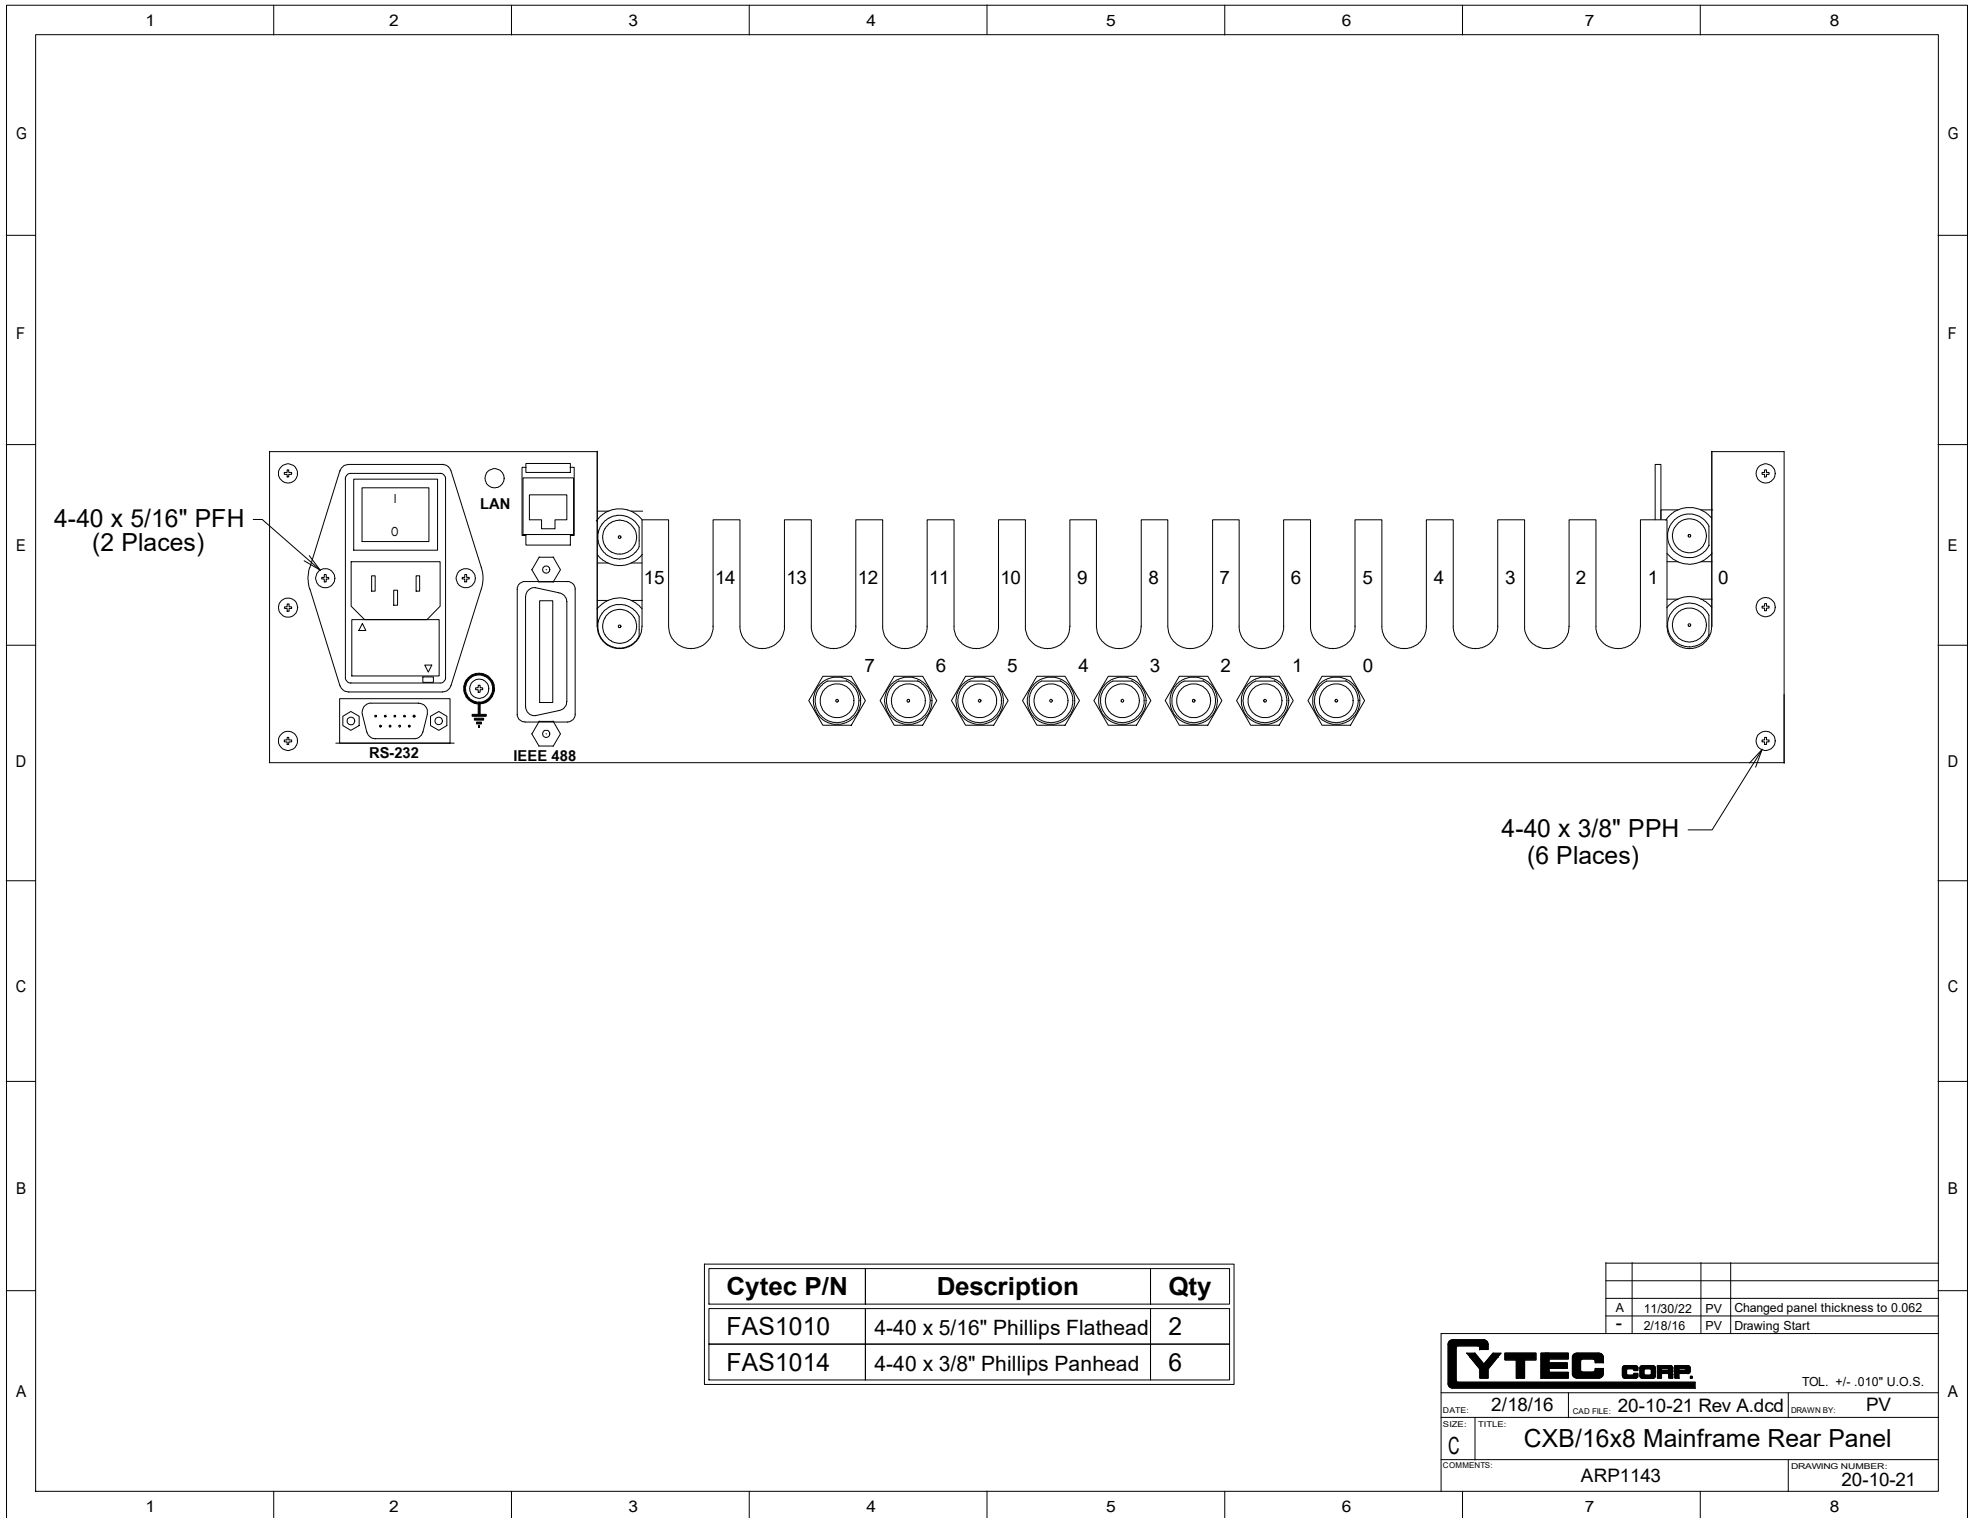 1 2 3 4 5 6 7 8
G G
F F
E E
D D
C C
B B
A A
4-40 x 5/16" PFH
(2 Places)
I
0
LAN
15 14 13 12 11 10 9 8 7 6 5 4 3 2 1 0
7 6 5 4 3 2 1 0
RS-232
IEEE 488
4-40 x 3/8" PPH
(6 Places)
Cytec P/N Description Qty
FAS1010 4-40 x 5/16" Phillips Flathead 2
FAS1014 4-40 x 3/8" Phillips Panhead 6
A 11/30/22 PV Changed panel thickness to 0.062
- 2/18/16 PV Drawing Start
CYTEC CORP.
TOL. +/- .010" U.O.S.
DATE: 2/18/16 CAD FILE: 20-10-21 Rev A.dcd DRAWN BY: PV
SIZE: C TITLE: CXB/16x8 Mainframe Rear Panel
COMMENTS: ARP1143 DRAWING NUMBER: 20-10-21
1 2 3 4 5 6 7 8